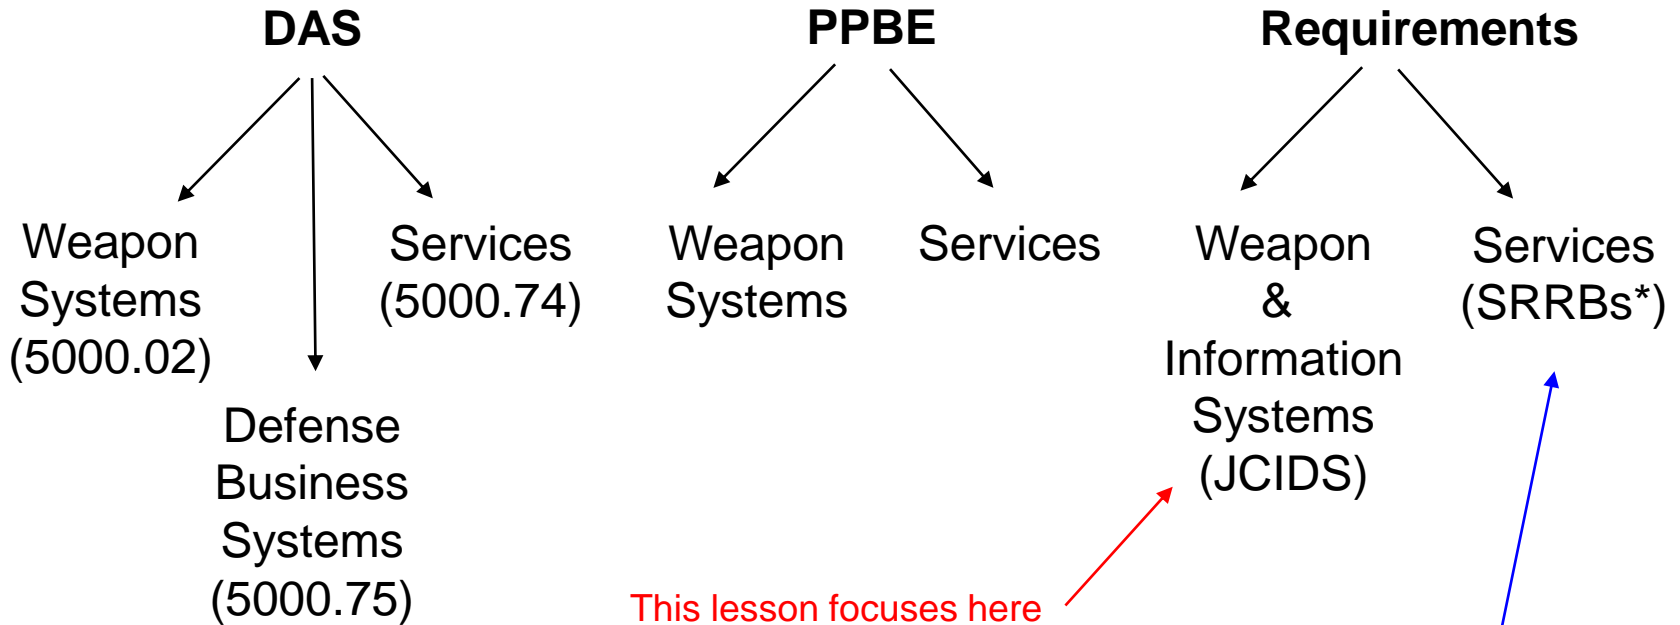 DAS
Weapon
Systems
(5000.02)
Defense
Business
Systems
(5000.75)
Services
(5000.74)
PPBE
Weapon
Systems
Services
Requirements
Weapon
&
Information
Systems
(JCIDS)
Services
(SRRBs*)
This lesson focuses here